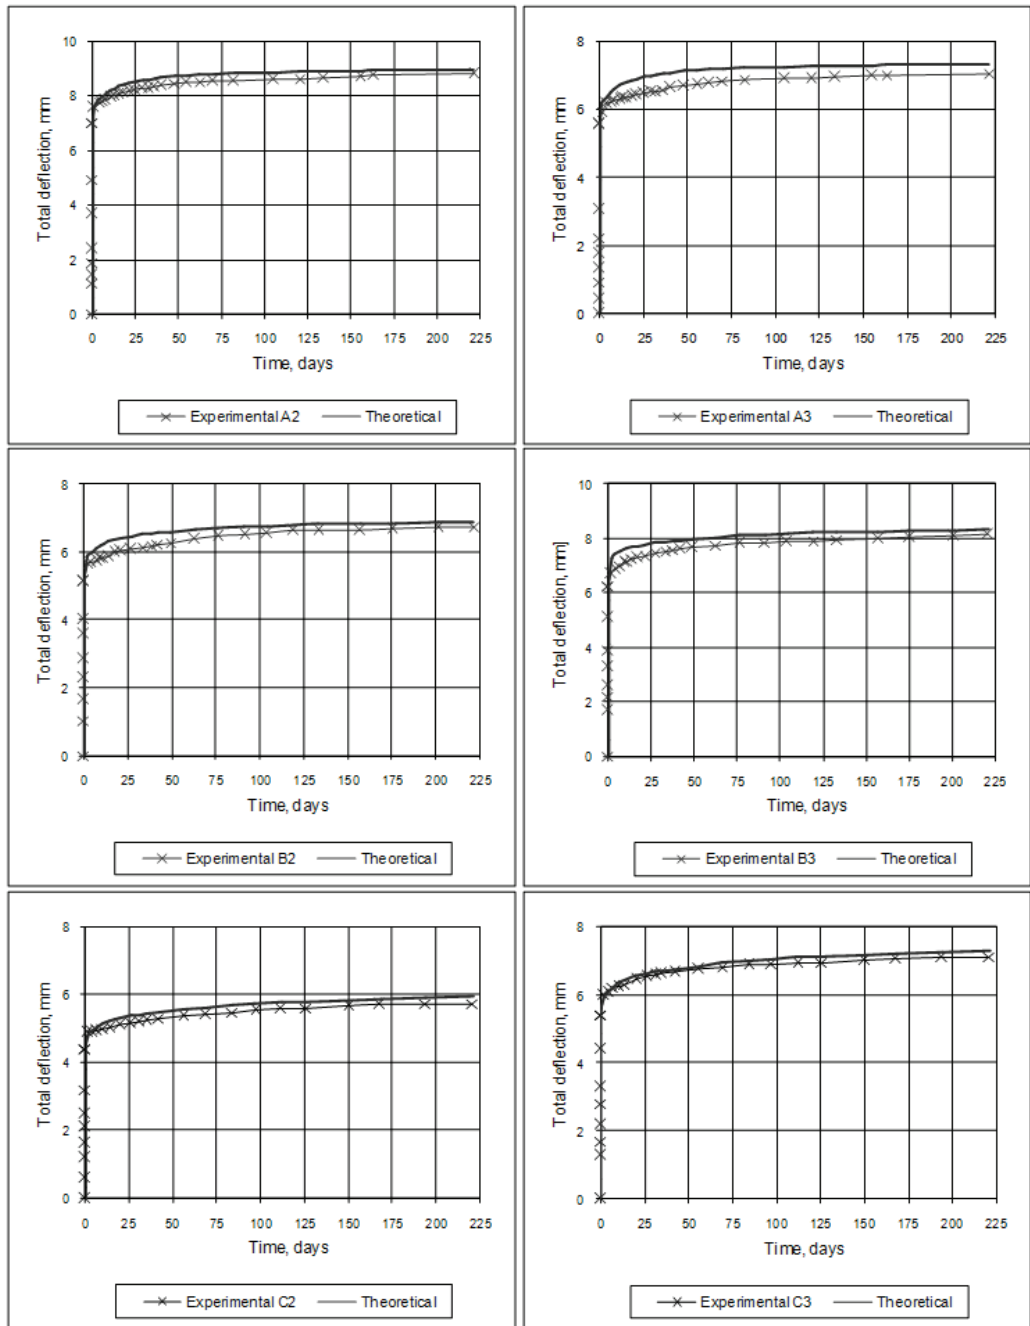 10
8
6
4
2
0
Total deflection, mm
0 25 50 75 100 125 150 175 200 225
Time, days
Experimental A2 Theoretical
8
6
4
2
0
Total deflection, mm
0 25 50 75 100 125 150 175 200 225
Time, days
Experimental A3 Theoretical
8
6
4
2
0
Total deflection, mm
0 25 50 75 100 125 150 175 200 225
Time, days
Experimental B2 Theoretical
10
8
6
4
2
0
Total deflection, mm]
0 25 50 75 100 125 150 175 200 225
Time, days
Experimental B3 Theoretical
8
6
4
2
0
Total deflection, mm
0 25 50 75 100 125 150 175 200 225
Time, days
Experimental C2 Theoretical
8
6
4
2
0
Total deflection, mm
0 25 50 75 100 125 150 175 200 225
Time, days
Experimental C3 Theoretical